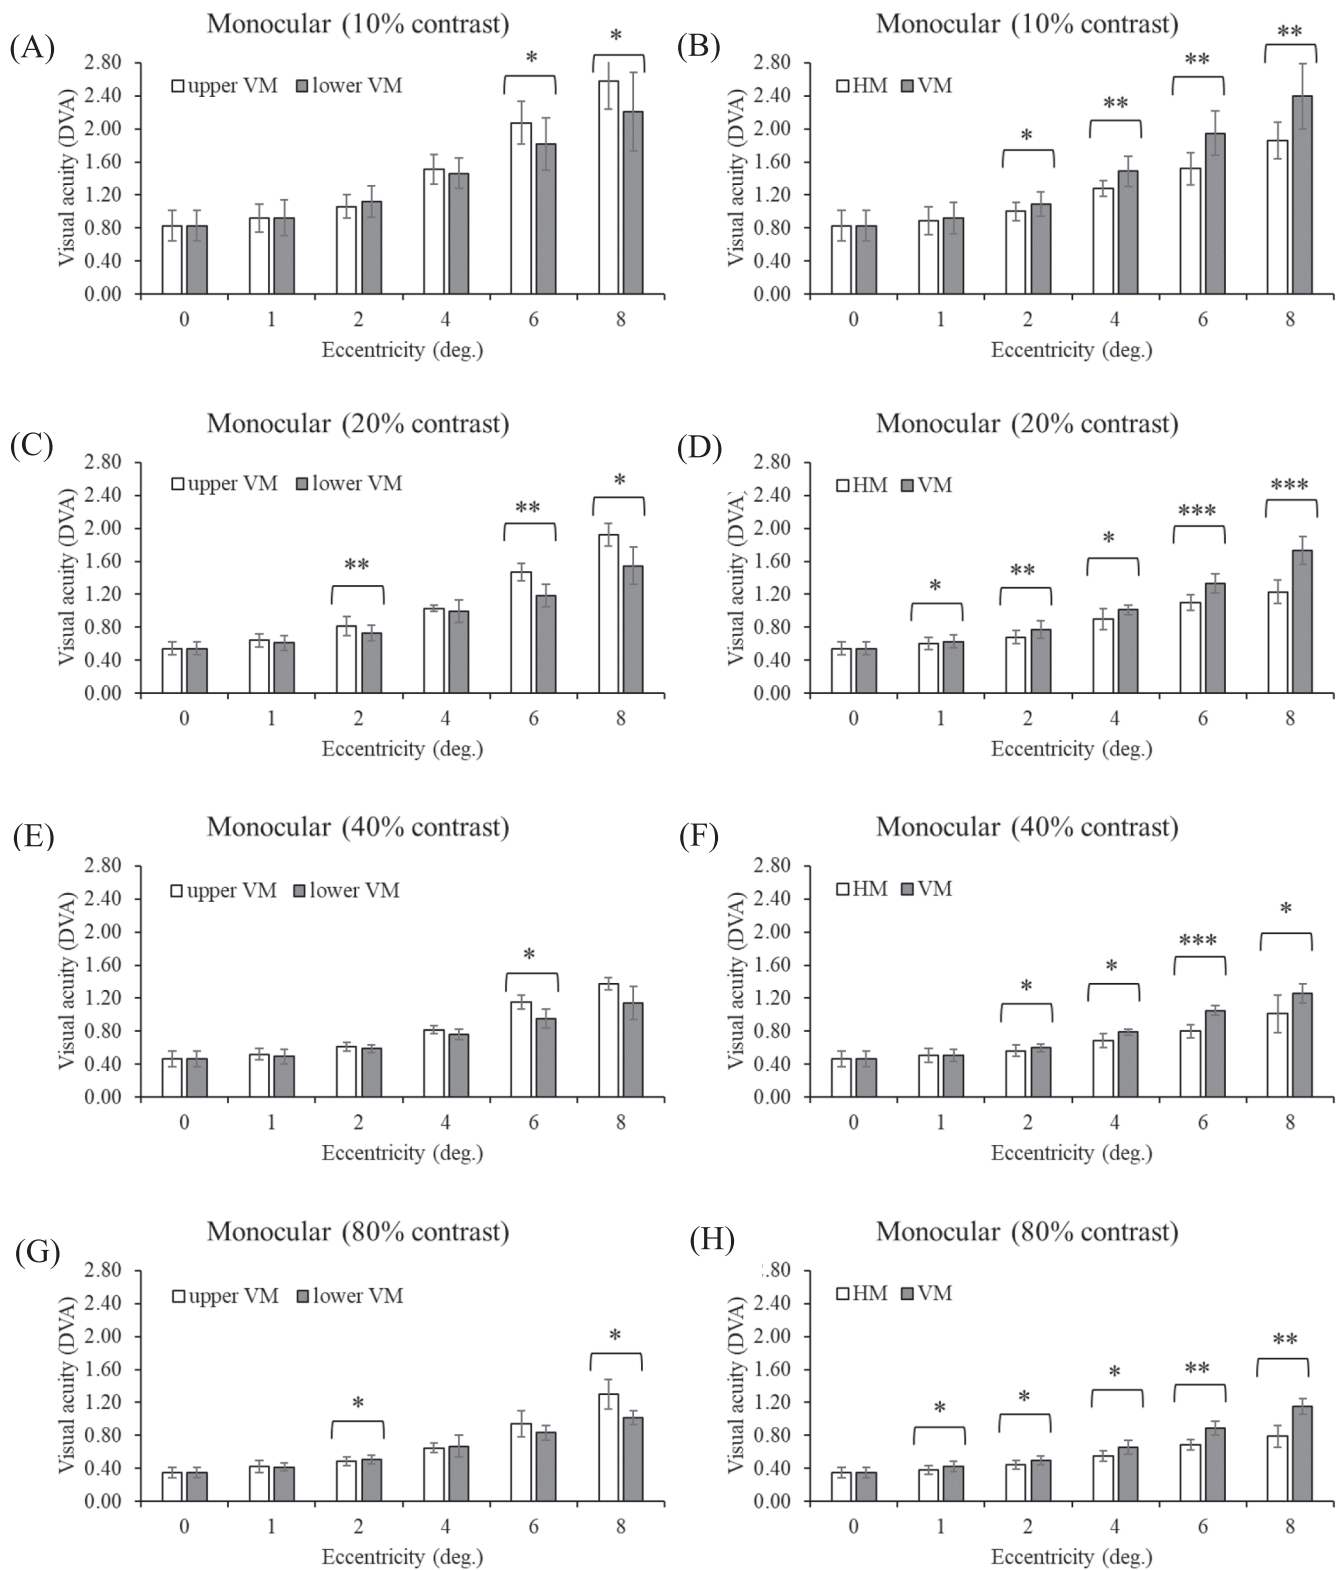 (A)
Monocular (10% contrast)
upper VM lower VM
* *
Visual acuity (DVA)
2.80
2.40
2.00
1.60
1.20
0.80
0.40
0.00
0 1 2 4 6 8
Eccentricity (deg.)
(B)
Monocular (10% contrast)
HM VM
* ** ** **
Visual acuity (DVA)
2.80
2.40
2.00
1.60
1.20
0.80
0.40
0.00
0 1 2 4 6 8
Eccentricity (deg.)
(C)
Monocular (20% contrast)
upper VM lower VM
** ** *
Visual acuity (DVA)
2.80
2.40
2.00
1.60
1.20
0.80
0.40
0.00
0 1 2 4 6 8
Eccentricity (deg.)
(D)
Monocular (20% contrast)
HM VM
* ** * *** ***
Visual acuity (DVA)
2.80
2.40
2.00
1.60
1.20
0.80
0.40
0.00
0 1 2 4 6 8
Eccentricity (deg.)
(E)
Monocular (40% contrast)
upper VM lower VM
*
Visual acuity (DVA)
2.80
2.40
2.00
1.60
1.20
0.80
0.40
0.00
0 1 2 4 6 8
Eccentricity (deg.)
(F)
Monocular (40% contrast)
HM VM
* * *** *
Visual acuity (DVA)
2.80
2.40
2.00
1.60
1.20
0.80
0.40
0.00
0 1 2 4 6 8
Eccentricity (deg.)
(G)
Monocular (80% contrast)
upper VM lower VM
* *
Visual acuity (DVA)
2.80
2.40
2.00
1.60
1.20
0.80
0.40
0.00
0 1 2 4 6 8
Eccentricity (deg.)
(H)
Monocular (80% contrast)
HM VM
* * * ** **
Visual acuity (DVA)
.80
2.40
2.00
1.60
1.20
0.80
0.40
0.00
0 1 2 4 6 8
Eccentricity (deg.)